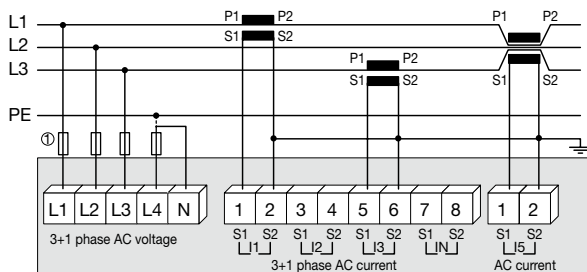 L1 P1 P2 P1 P2
L2 S1 S2 P1 P2 S1 S2
L3 S1 S2
PE
①
L1 L2 L3 L4 N 1 2 3 4 5 6 7 8 1 2
S1 S2 S1 S2 S1 S2 S1 S2 S1 S2
I1 I2 I3 IN I5
3+1 phase AC voltage 3+1 phase AC current AC current